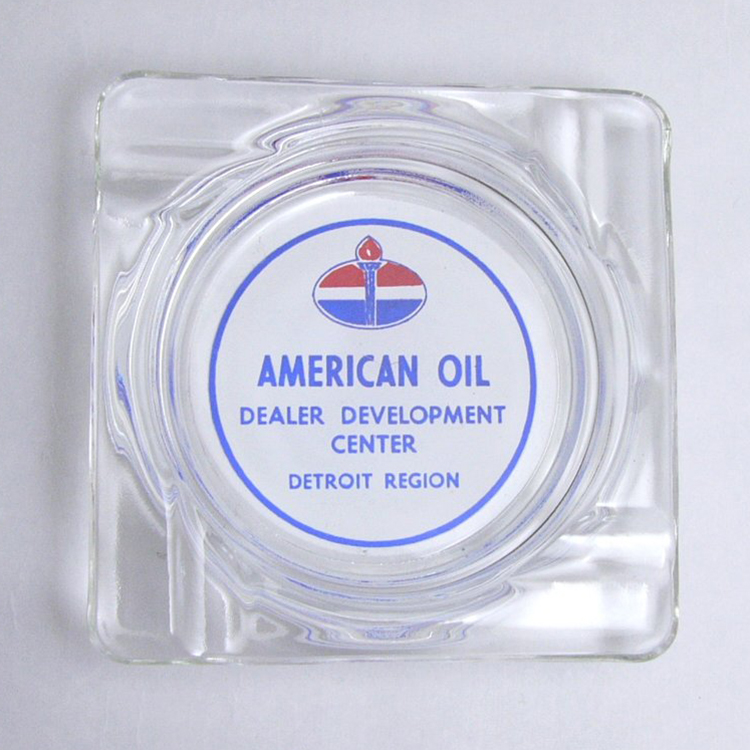 AMERICAN OIL
DEALER DEVELOPMENT
CENTER
DETROIT REGION